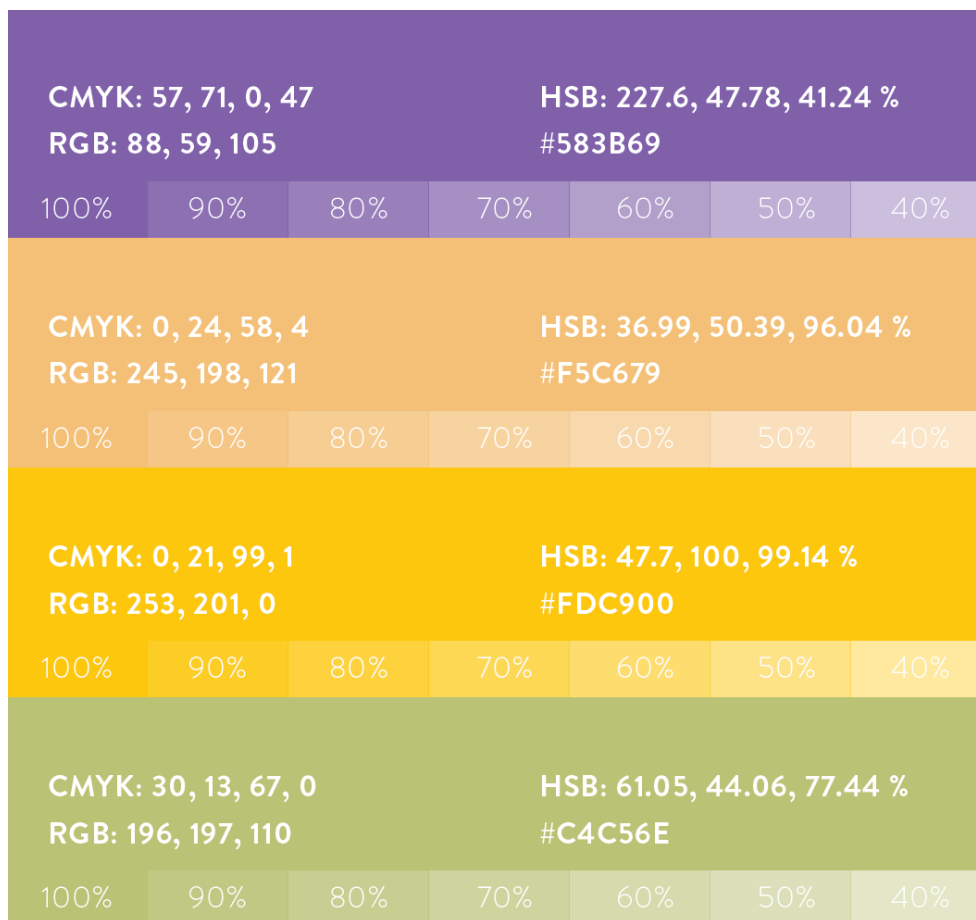 CMYK: 57, 71, 0, 47
HSB: 227.6, 47.78, 41.24 %
RGB: 88, 59, 105
#583B69
100% 90% 80% 70% 60% 50% 40%
CMYK: 0, 24, 58, 4
HSB: 36.99, 50.39, 96.04 %
RGB: 245, 198, 121
#F5C679
100% 90% 80% 70% 60% 50% 40%
CMYK: 0, 21, 99, 1
HSB: 47.7, 100, 99.14 %
RGB: 253, 201, 0
#FDC900
100% 90% 80% 70% 60% 50% 40%
CMYK: 30, 13, 67, 0
HSB: 61.05, 44.06, 77.44 %
RGB: 196, 197, 110
#C4C56E
100% 90% 80% 70% 60% 50% 40%